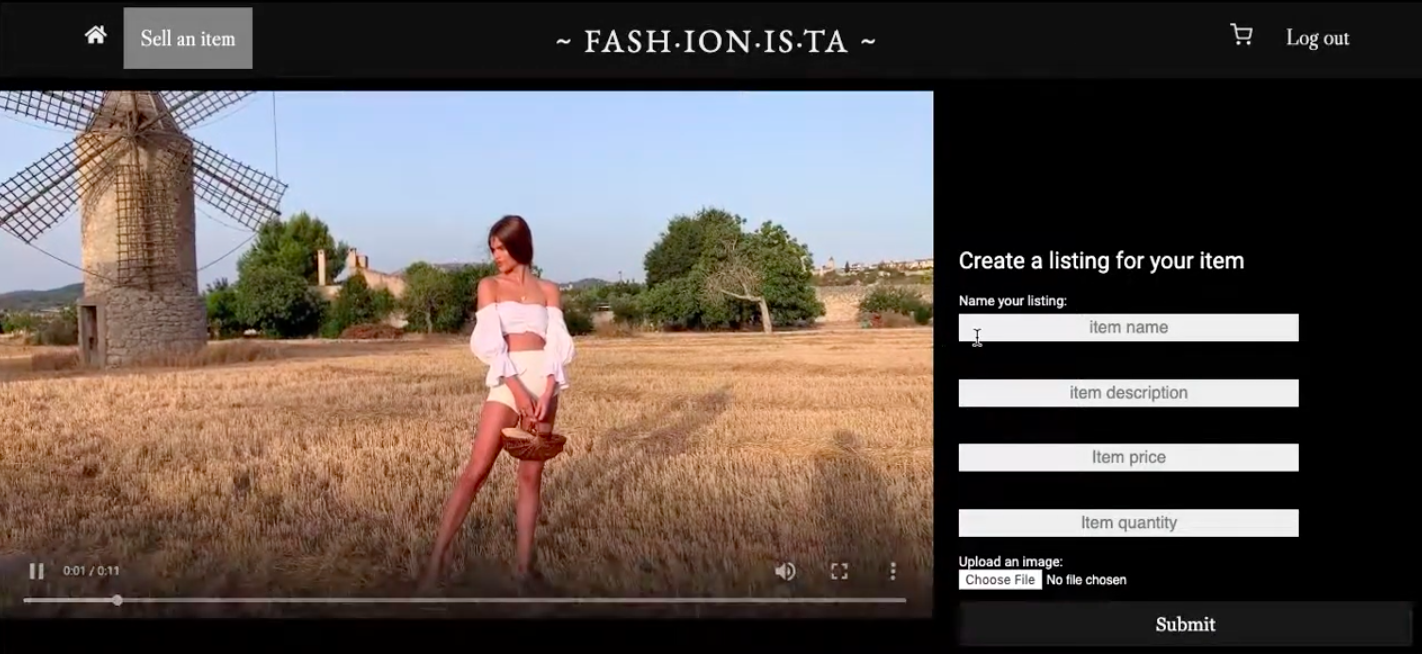 Sell an item
~ FASH·ION·IS·TA ~
Log out
Create a listing for your item
Name your listing:
item name
item description
Item price
Item quantity
Upload an image:
Choose File No file chosen
Submit
0:01 / 0:11